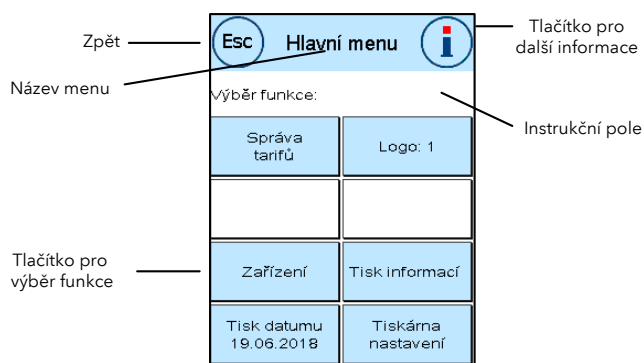 Zpět
Esc
Hlavní menu
i
Tlačítko pro
další informace
Název menu
Výběr funkce:
Instrukční pole
Správa
tarifů
Logo: 1
Tlačítko pro
výběr funkce
Zařízení
Tisk informací
Tisk datumu
19.06.2018
Tiskárna
nastavení